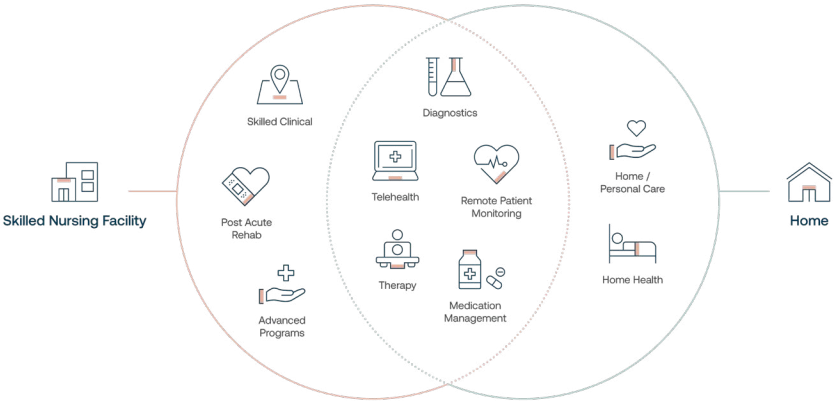 Skilled Nursing Facility
Skilled Clinical
Post Acute
Rehab
Advanced
Programs
Diagnostics
Telehealth
Remote Patient
Monitoring
Therapy
Medication
Management
Home /
Personal Care
Home Health
Home